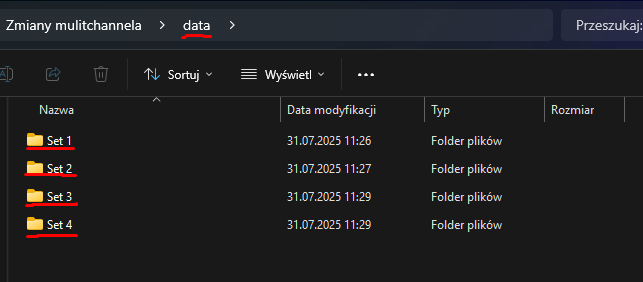 Zmiany mulitchannela > data > Przeszukaj:
Sortuj Wyświetl
Nazwa Data modyfikacji Typ Rozmiar
Set 1 31.07.2025 11:26 Folder plików
Set 2 31.07.2025 11:27 Folder plików
Set 3 31.07.2025 11:29 Folder plików
Set 4 31.07.2025 11:29 Folder plików